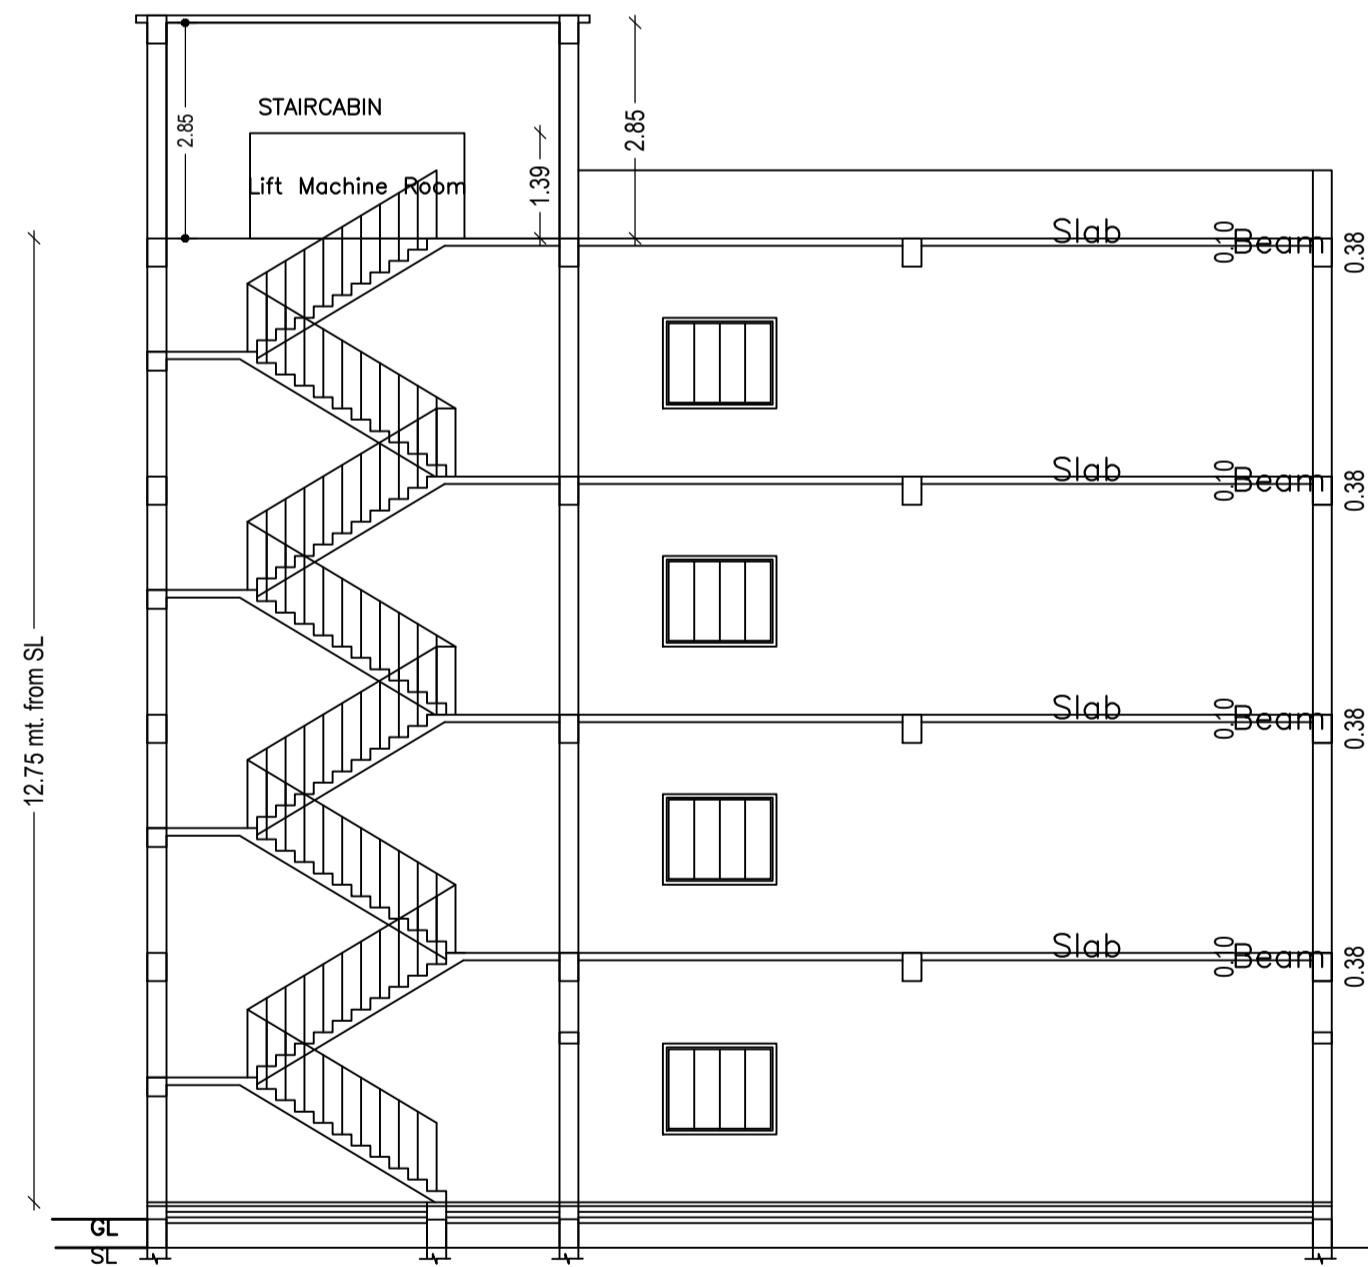 STAIRCABIN
2.85
2.85
1.39
Lift Machine Room
Slab
0.10
Beam
0.38
Slab
0.10
Beam
0.38
12.75 mt. from SL
Slab
0.10
Beam
0.38
Slab
0.10
Beam
0.38
GL
SL